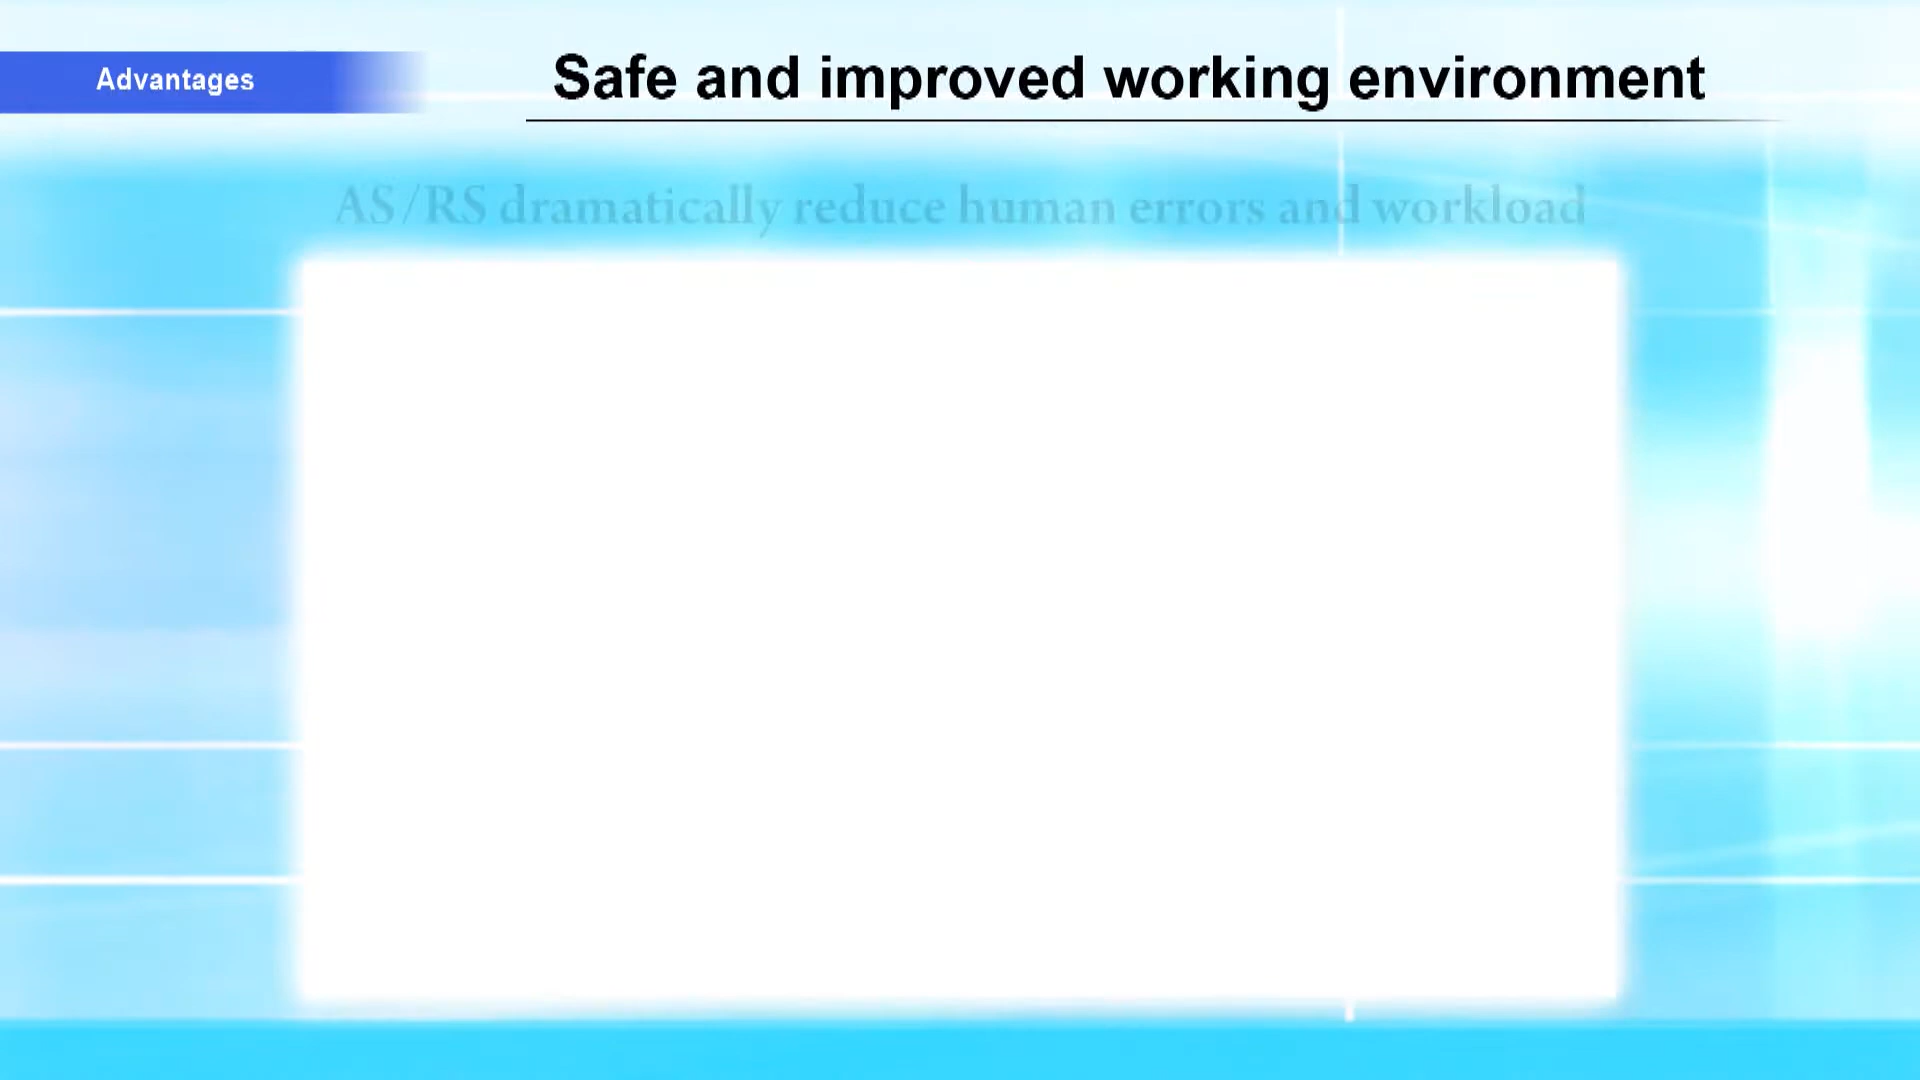 Advantages
Safe and improved working environment
AS/RS dramatically reduce human errors and workload